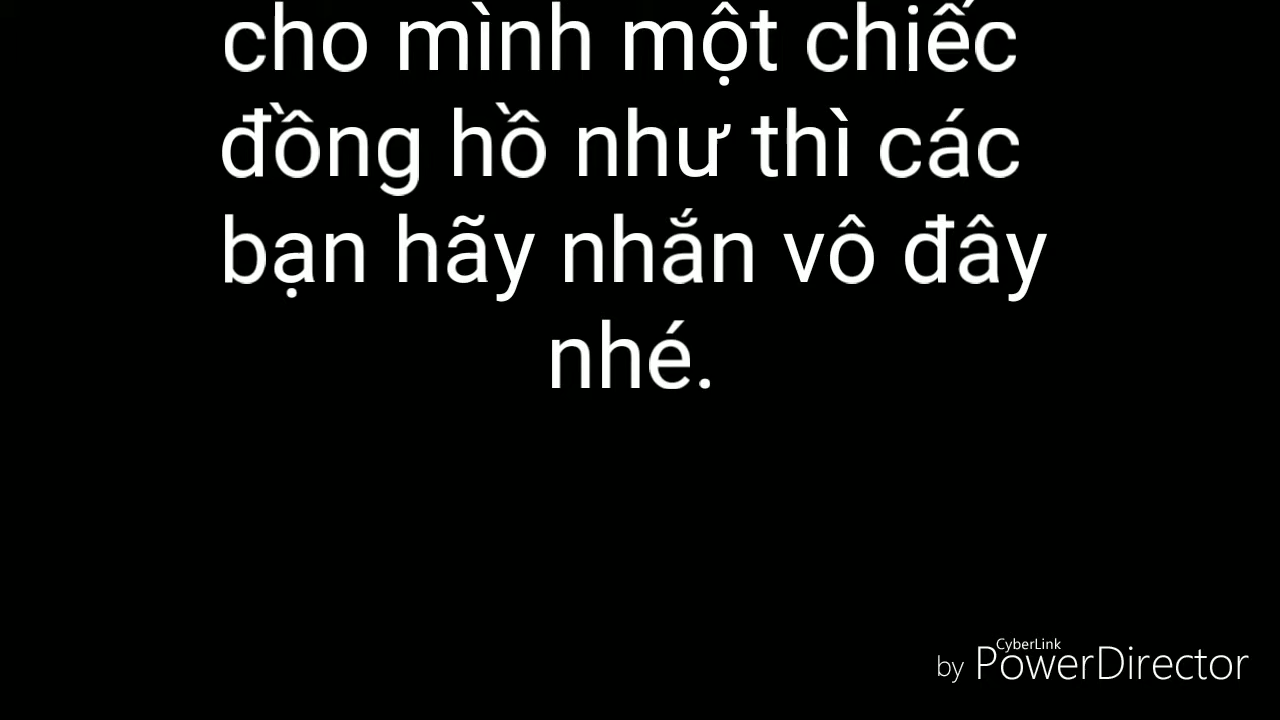 cho mình một chiếc
đồng hồ như thì các
bạn hãy nhắn vô đây
nhé.
CyberLink
by PowerDirector